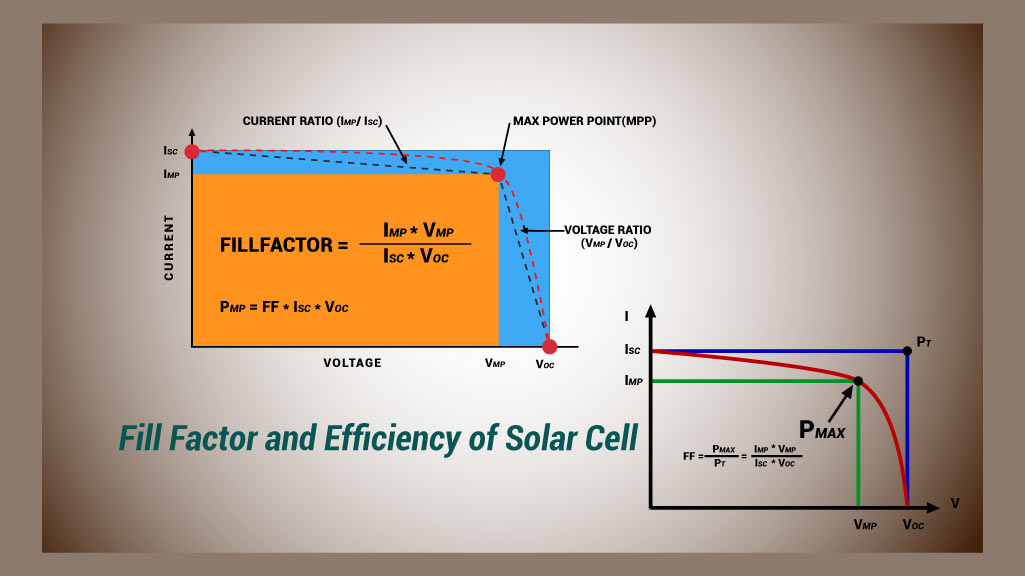 CURRENT RATIO (IMP/ ISC)
MAX POWER POINT(MPP)
ISC
IMP
CURRENT
FILLFACTOR = IMP * VMP
ISC * VOC
VOLTAGE RATIO
(VMP / VOC)
PMP = FF * ISC * VOC
VOLTAGE
VMP
VOC
Fill Factor and Efficiency of Solar Cell
I
ISC
PT
IMP
PMAX
FF = PMAX = IMP * VMP
PT ISC * VOC
V
VMP
VOC